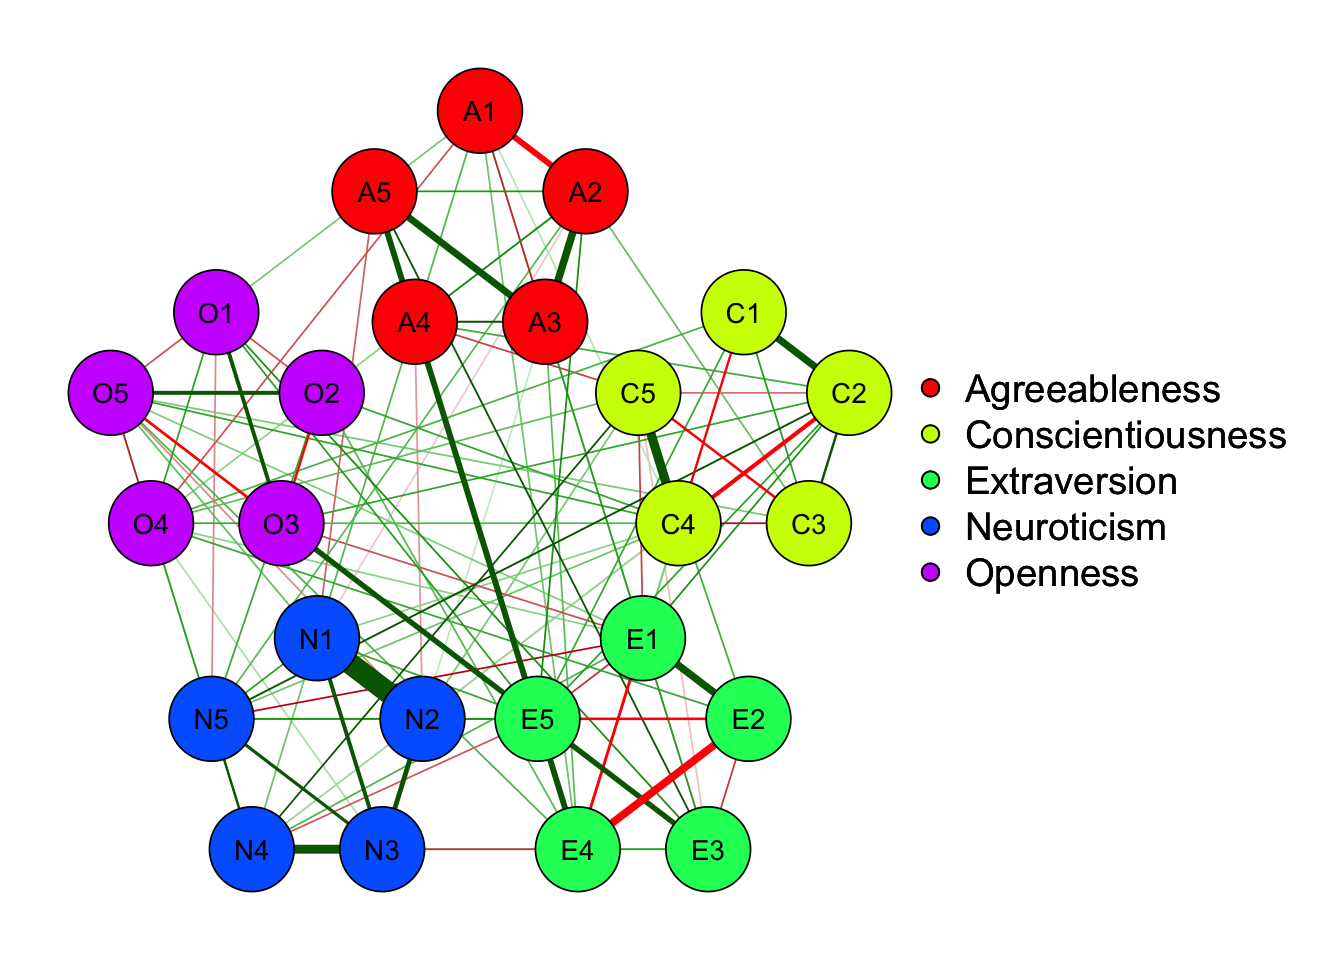 A1
A5
A2
O1
A4
A3
C1
O5
O2
C5
C2
O4
O3
C4
C3
N1
E1
N5
N2
E5
E2
N4
N3
E4
E3
Agreeableness
Conscientiousness
Extraversion
Neuroticism
Openness